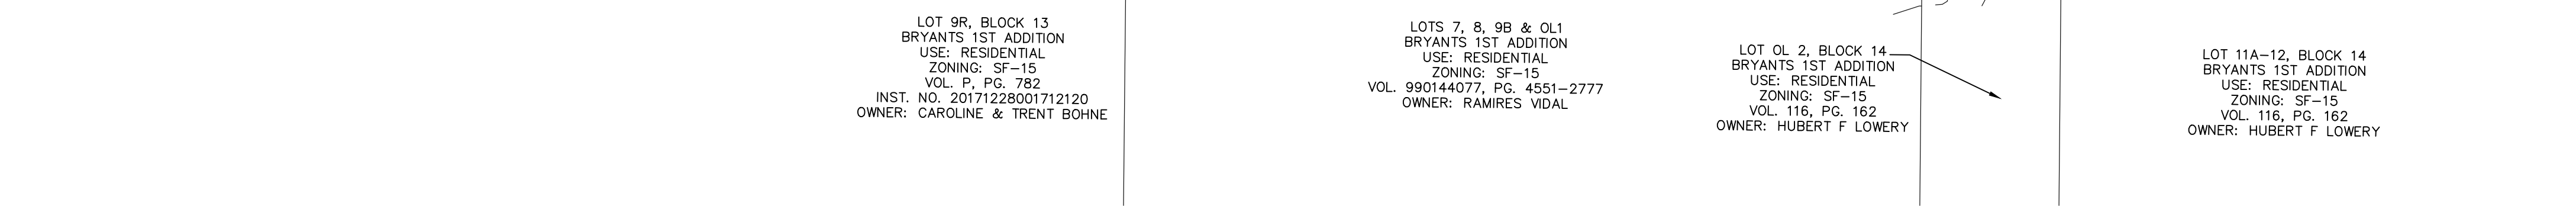 LOT 9R, BLOCK 13
BRYANTS 1ST ADDITION
USE: RESIDENTIAL
ZONING: SF-15
VOL. P, PG. 782
INST. NO. 20171228001712120
OWNER: CAROLINE & TRENT BOHNE
LOTS 7, 8, 9B & OL1
BRYANTS 1ST ADDITION
USE: RESIDENTIAL
ZONING: SF-15
VOL. 990144077, PG. 4551-2777
OWNER: RAMIRES VIDAL
LOT OL 2, BLOCK 14
BRYANTS 1ST ADDITION
USE: RESIDENTIAL
ZONING: SF-15
VOL. 116, PG. 162
OWNER: HUBERT F LOWERY
LOT 11A-12, BLOCK 14
BRYANTS 1ST ADDITION
USE: RESIDENTIAL
ZONING: SF-15
VOL. 116, PG. 162
OWNER: HUBERT F LOWERY